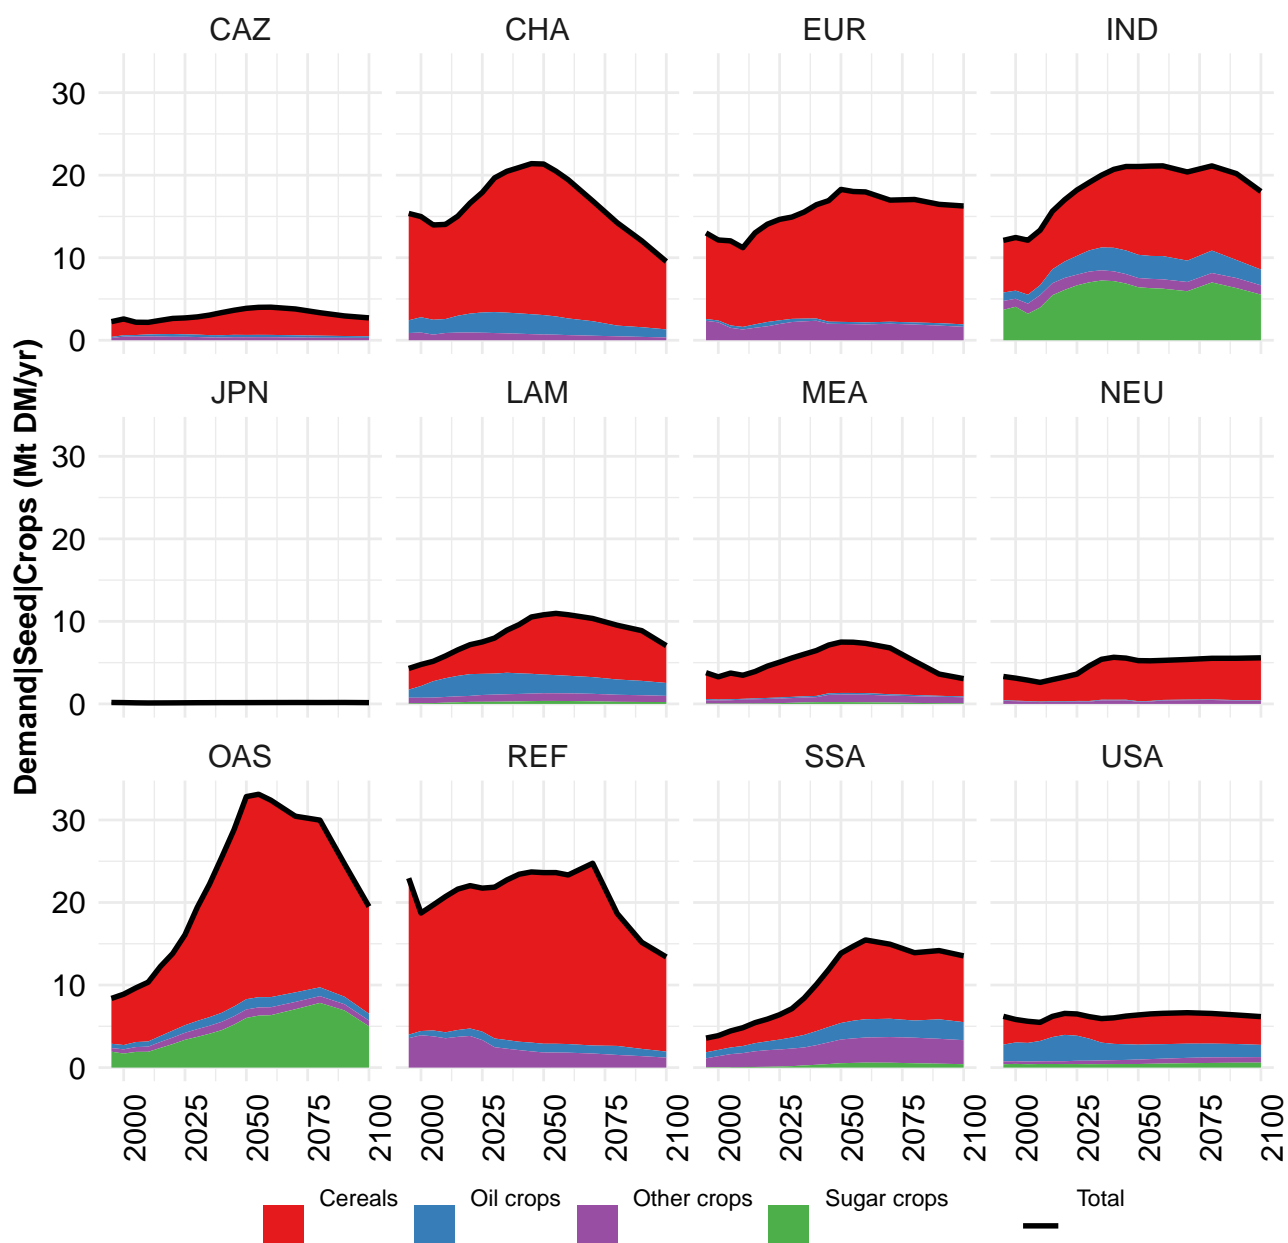 CAZ CHA EUR IND
30
20
10
0
JPN LAM MEA NEU
30
20
10
0
Demand|Seed|Crops (Mt DM/yr)
OAS REF SSA USA
30
20
10
0
2000 2025 2050 2075 2100 2000 2025 2050 2075 2100 2000 2025 2050 2075 2100 2000 2025 2050 2075 2100
Cereals Oil crops Other crops Sugar crops Total